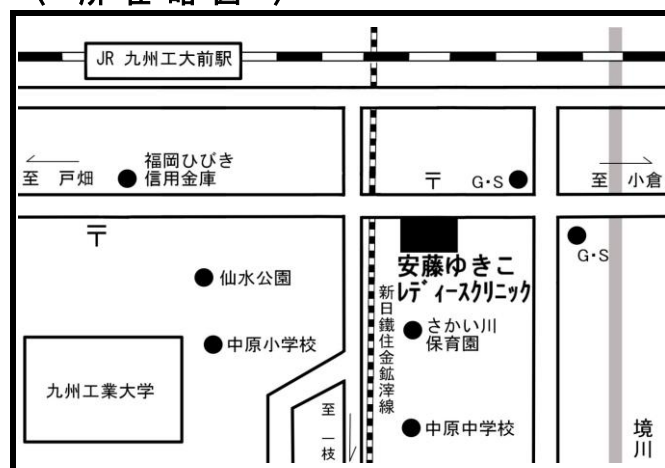 ( 所 在 略 図 )
JR 九州工大前駅
至 戸畑
福岡ひびき
信用金庫
〒
G・S
至 小倉
〒
G・S
安藤ゆきこ
ﾚﾃﾞｨｰｽクリニック
仙水公園
新日鐵住金鉱滓線
さかい川
保育園
中原小学校
九州工業大学
至 一枝
中原中学校
境川